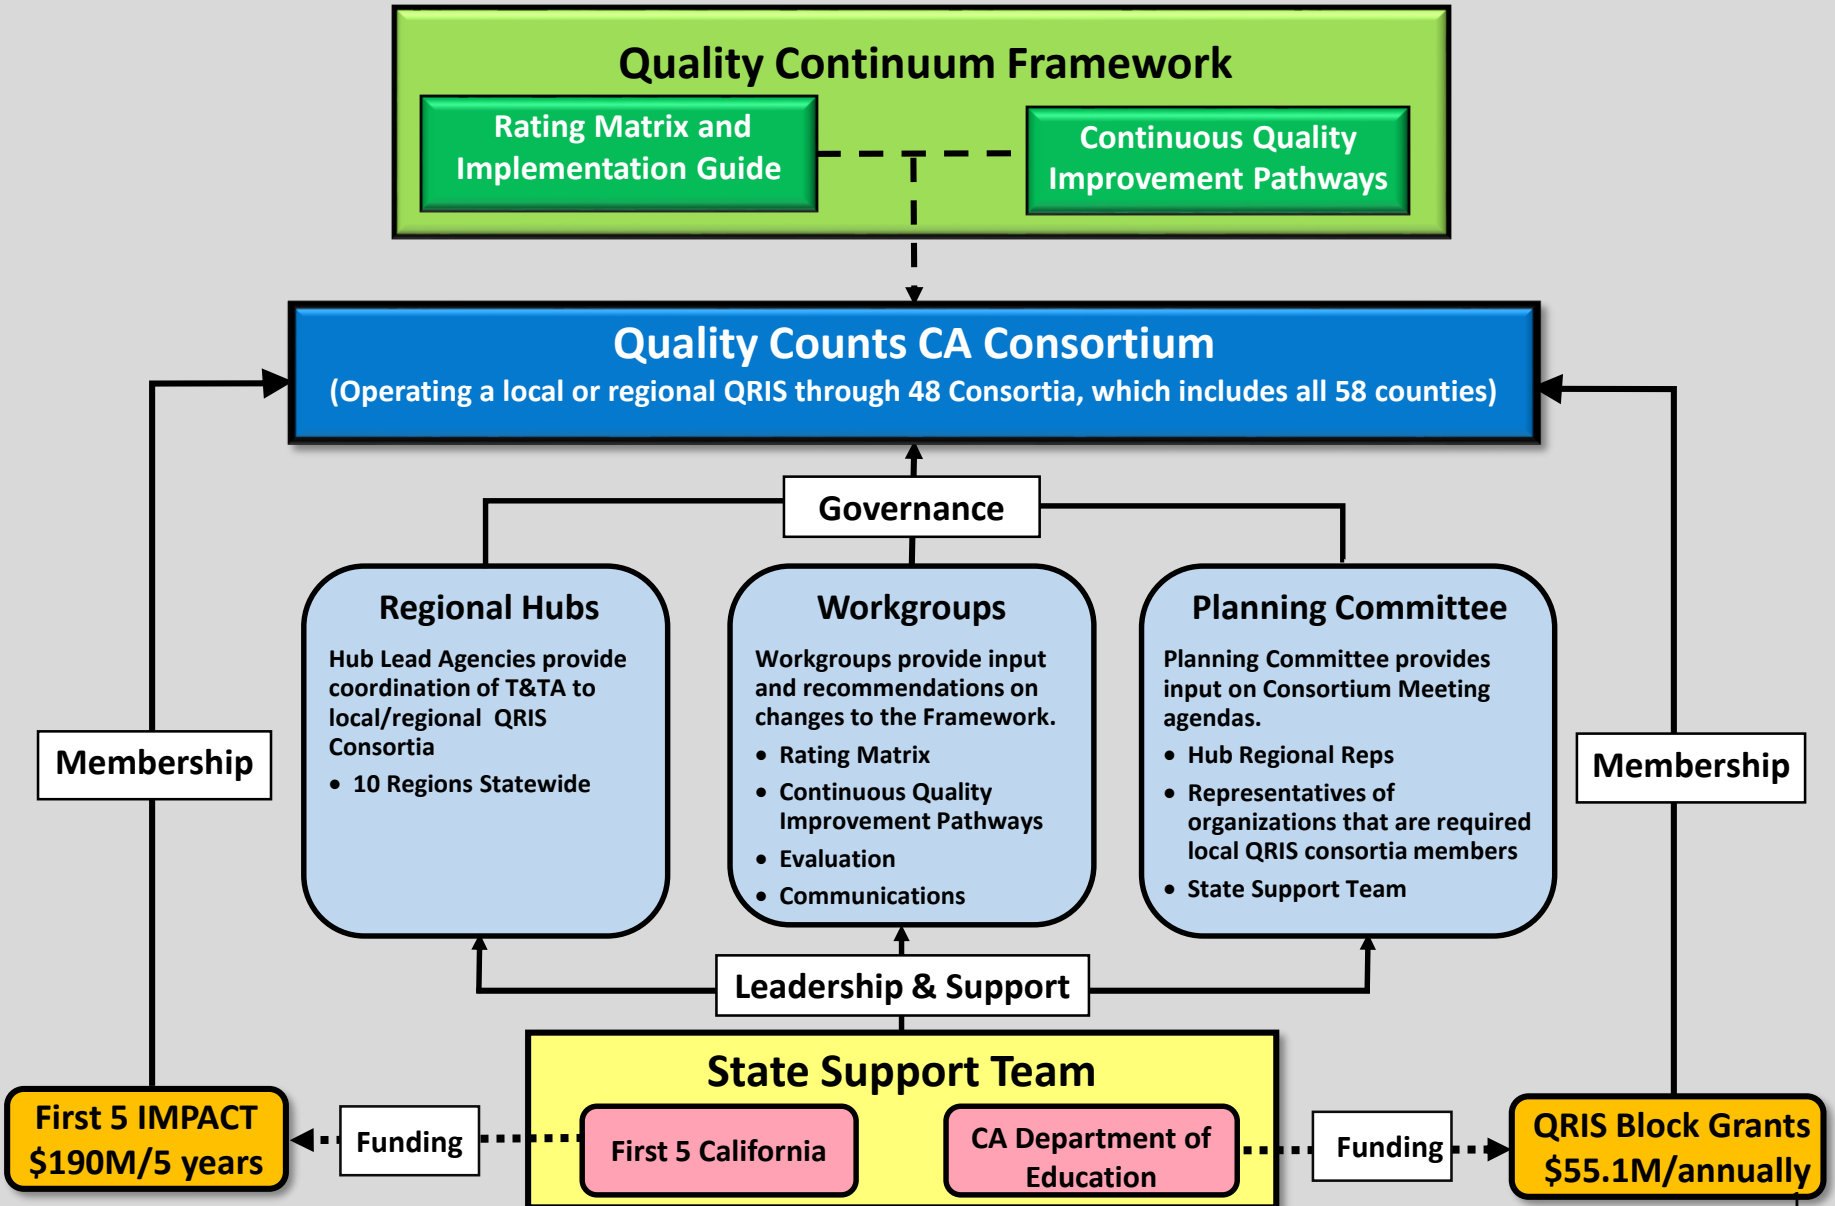 Quality Continuum Framework
Rating Matrix and
Implementation Guide
Continuous Quality
Improvement Pathways
Quality Counts CA Consortium
(Operating a local or regional QRIS through 48 Consortia, which includes all 58 counties)
Governance
Regional Hubs
Hub Lead Agencies provide
coordination of T&TA to
local/regional QRIS
Consortia
• 10 Regions Statewide
Workgroups
Workgroups provide input
and recommendations on
changes to the Framework.
• Rating Matrix
• Continuous Quality
Improvement Pathways
• Evaluation
• Communications
Planning Committee
Planning Committee provides
input on Consortium Meeting
agendas.
• Hub Regional Reps
• Representatives of
organizations that are required
local QRIS consortia members
• State Support Team
Membership
Membership
Leadership & Support
State Support Team
First 5 California
CA Department of
Education
Funding
Funding
First 5 IMPACT
$190M/5 years
QRIS Block Grants
$55.1M/annually